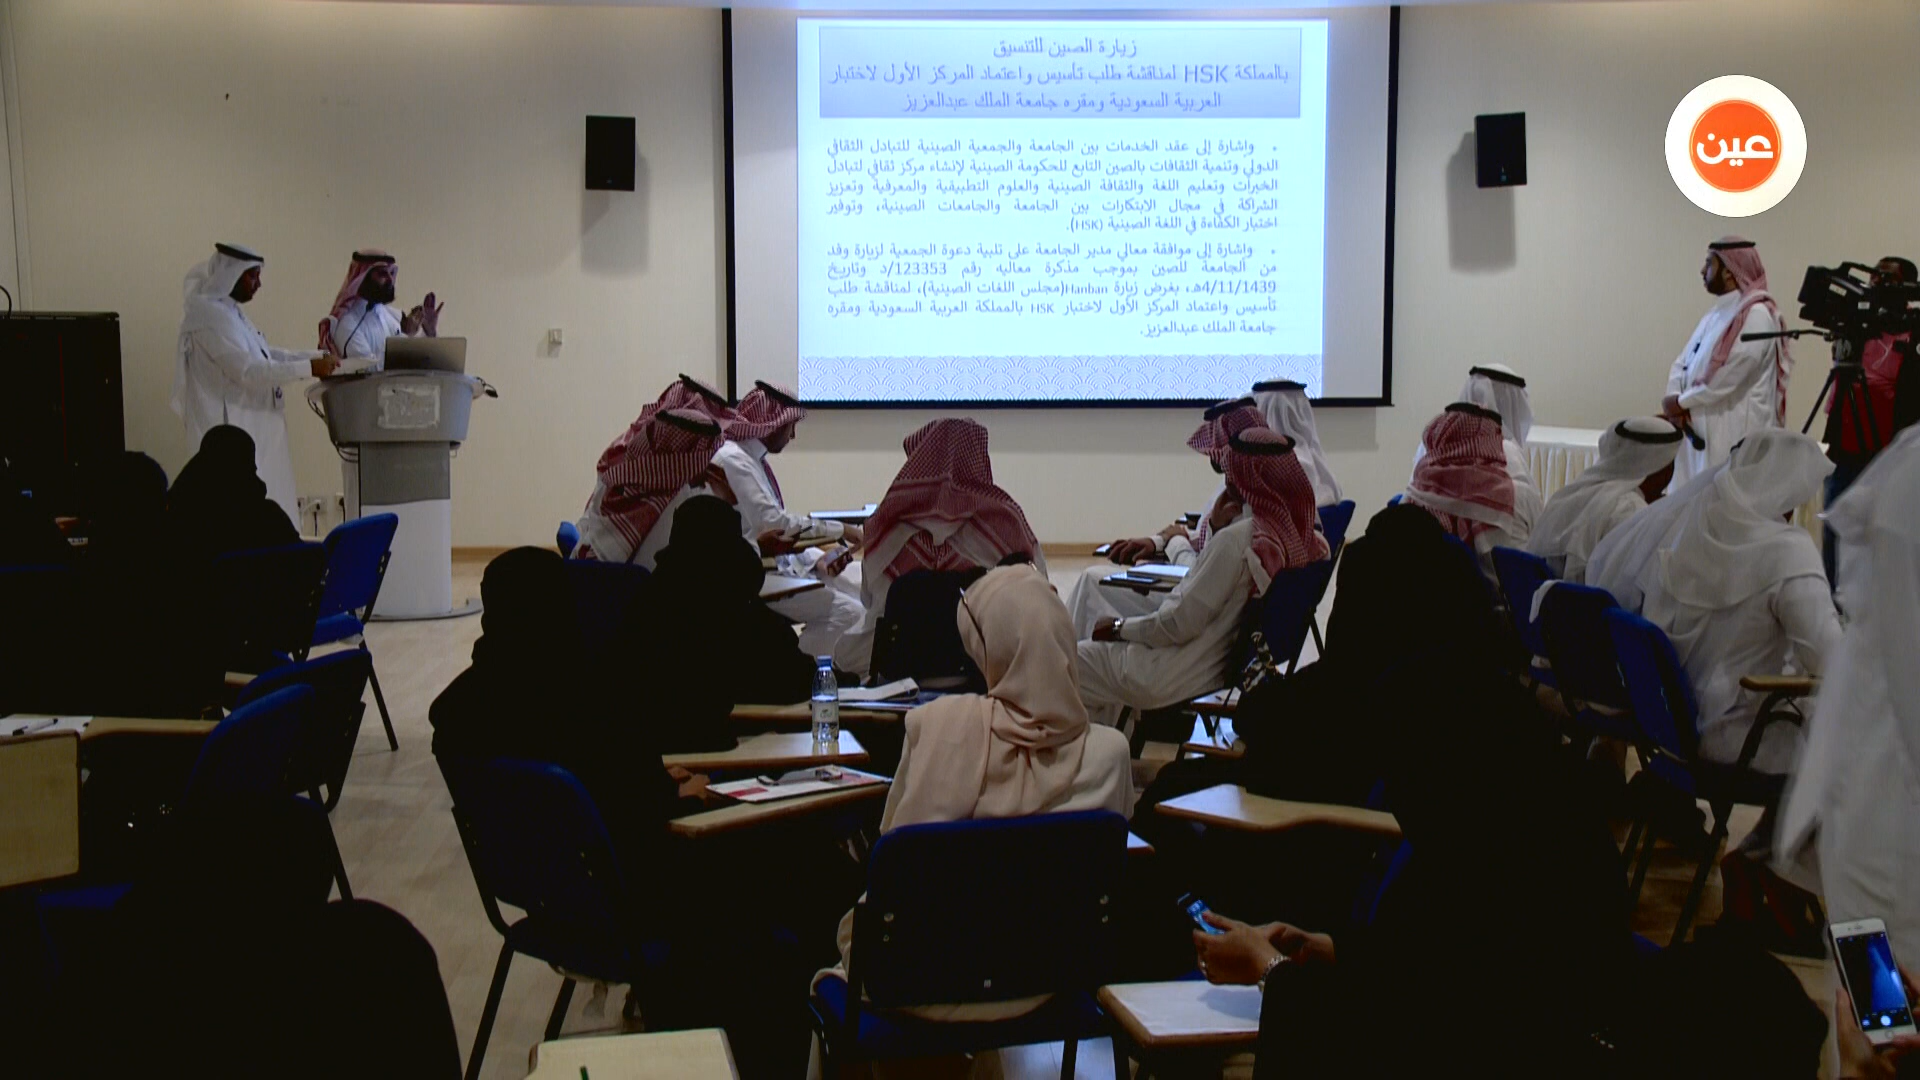 زيارة الصين للتنسيق
لمناقشة طلب تأسيس واعتماد المركز الأول لاختبار HSK بالمملكة
العربية السعودية ومقره جامعة الملك عبدالعزيز
• وإشارة إلى عقد الخدمات بين الجامعة والجمعية الصينية للتبادل الثقافي
الدولي وتنمية الثقافات بالصين التابع للحكومة الصينية لإنشاء مركز ثقافي لتبادل
الخبرات وتعليم اللغة والثقافة الصينية والعلوم التطبيقية والمعرفية وتعزيز
الشراكة في مجال الابتكارات بين الجامعة والجامعات الصينية، وتوفير
اختبار الكفاءة في اللغة الصينية (HSK).
• وإشارة إلى موافقة معالي مدير الجامعة على تلبية دعوة الجمعية لزيارة وفد
من الجامعة للصين بموجب مذكرة معاليه رقم 123353/د وتاريخ
4/11/1439هـ، بغرض زيارة Hanban(مجلس اللغات الصينية)، لمناقشة طلب
تأسيس واعتماد المركز الأول لاختبار HSK بالمملكة العربية السعودية ومقره
جامعة الملك عبدالعزيز.
عين